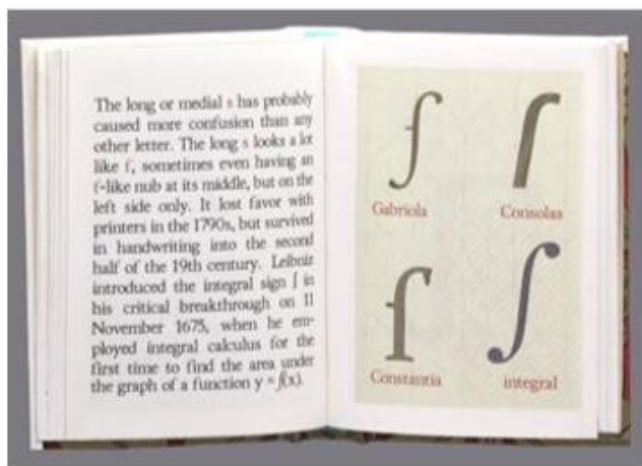 The long or medial s has probably
caused more confusion than any
other letter. The long s looks a lot
like f, sometimes even having an
f-like nub at its middle, but on the
left side only. It lost favor with
printers in the 1790s, but survived
in handwriting into the second
half of the 19th century. Leibniz
introduced the integral sign ∫ in
his critical breakthrough on 11
November 1675, when he em-
ployed integral calculus for the
first time to find the area under
the graph of a function y = f(x).
ſ ſ
Gabriola Consolas
ſ ∫
Constantia integral